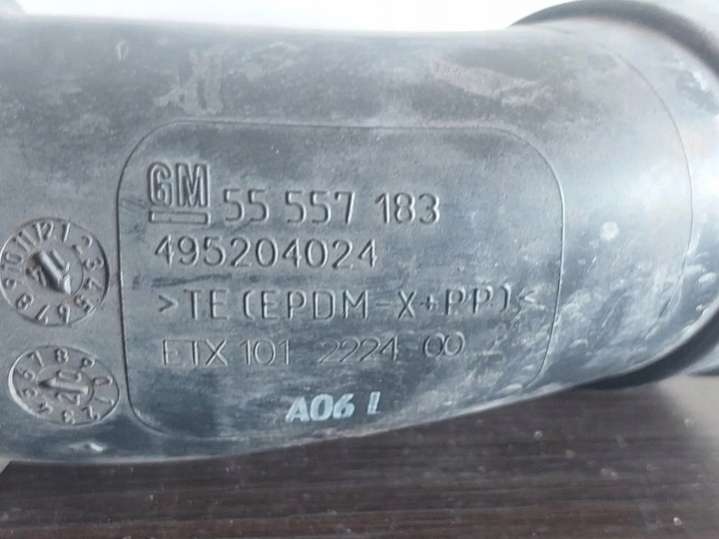 GM 55 557 183
495204024
>TE(EPDM-X+PP)<
ETX 101 2224 00
A06